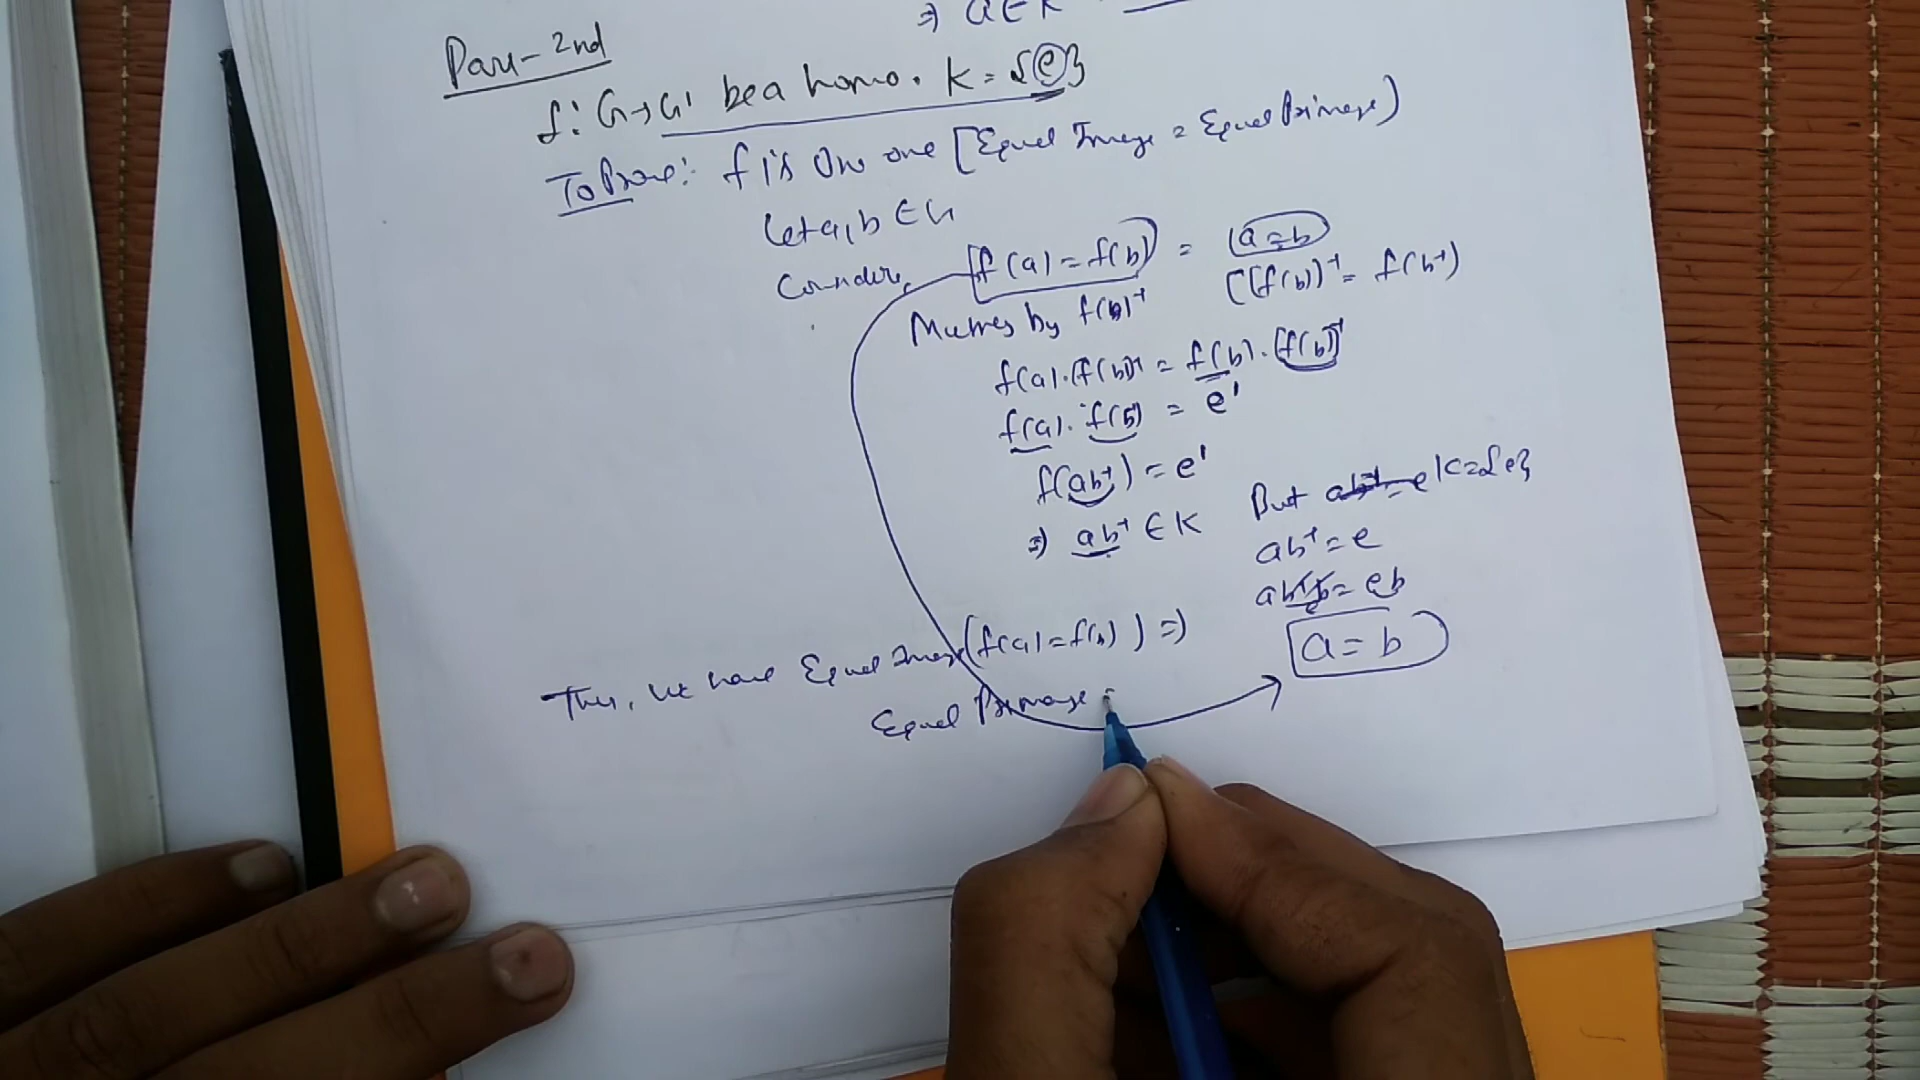 ⇒ a ∈ K
Part-2nd
f: G→G' be a homo. K = {e}
To Prove: f is One one [Equal Image = Equal Primage)
Let a, b ∈ G
Consider, f(a) = f(b) = (a=b)
Multiply by f(b)⁻¹ [(f(b))⁻¹ = f(b⁻¹)
f(a).(f(b))⁻¹ = f(b).[f(b)]⁻¹
f(a). f(b⁻¹) = e'
f(ab⁻¹) = e'
⇒ ab⁻¹ ∈ K
But K={e}
ab⁻¹ = e
ab⁻¹b = eb
a = b
Thus, we have Equal Image (f(a) = f(b)) ⇒
Equal Primage